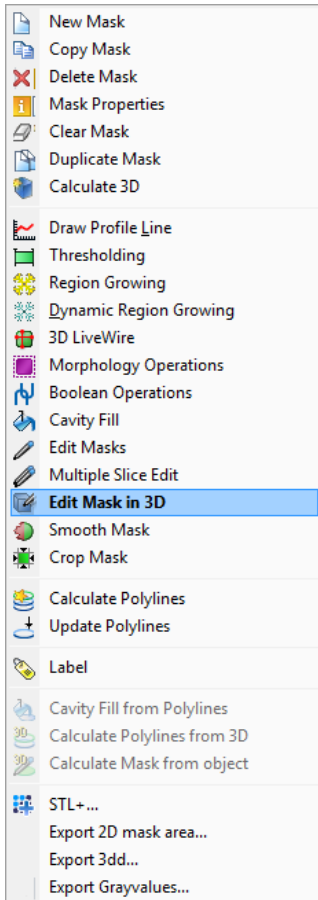 New Mask
Copy Mask
Delete Mask
Mask Properties
Clear Mask
Duplicate Mask
Calculate 3D
Draw Profile Line
Thresholding
Region Growing
Dynamic Region Growing
3D LiveWire
Morphology Operations
Boolean Operations
Cavity Fill
Edit Masks
Multiple Slice Edit
Edit Mask in 3D
Smooth Mask
Crop Mask
Calculate Polylines
Update Polylines
Label
Cavity Fill from Polylines
Calculate Polylines from 3D
Calculate Mask from object
STL+...
Export 2D mask area...
Export 3dd...
Export Grayvalues...